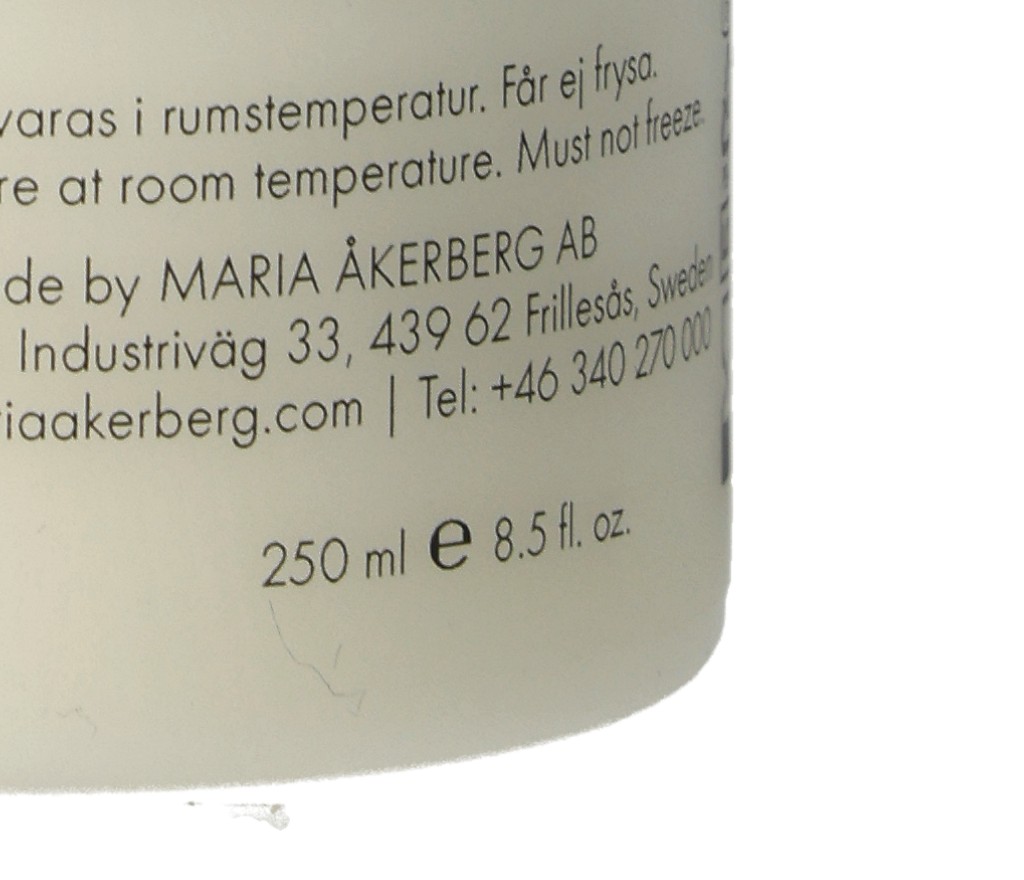 varas i rumstemperatur. Får ej frysa.
re at room temperature. Must not freeze.
de by MARIA ÅKERBERG AB
Industriväg 33, 439 62 Frillesås, Sweden
riaakerberg.com | Tel: +46 340 270 000
250 ml e 8.5 fl. oz.